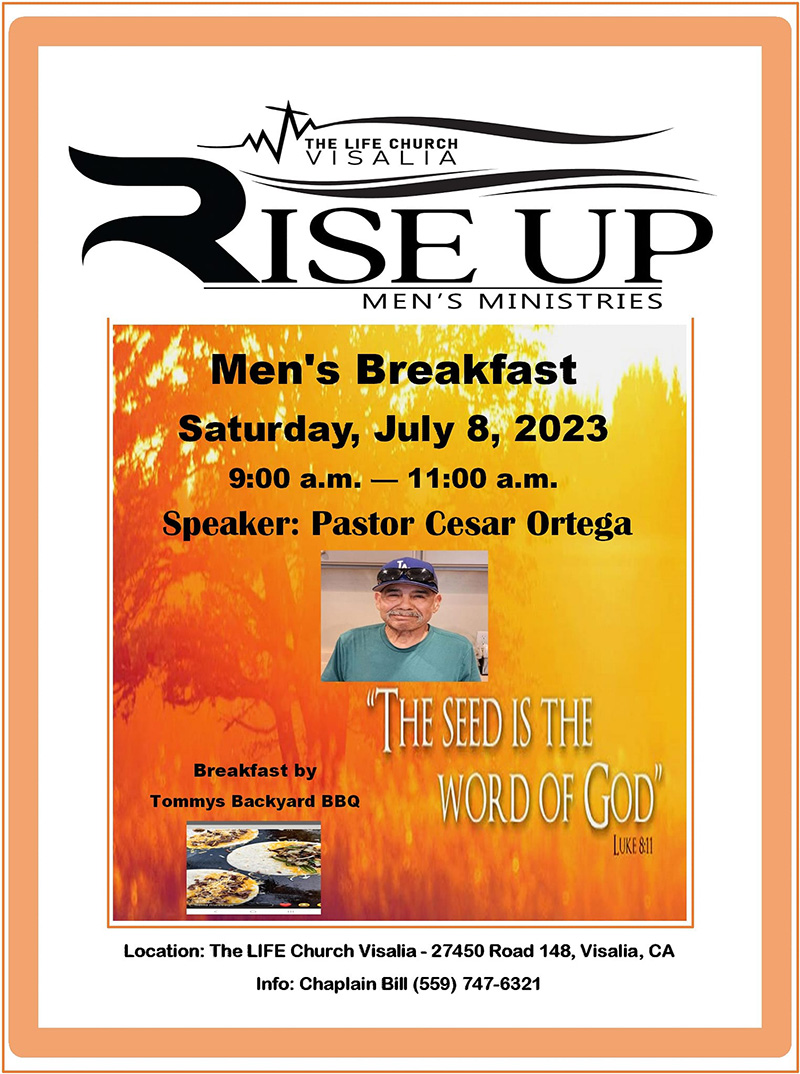 THE LIFE CHURCH
VISALIA
RISE UP
MEN'S MINISTRIES
Men's Breakfast
Saturday, July 8, 2023
9:00 a.m. — 11:00 a.m.
Speaker: Pastor Cesar Ortega
"THE SEED IS THE
WORD OF GOD"
LUKE 8:11
Breakfast by
Tommys Backyard BBQ
Location: The LIFE Church Visalia - 27450 Road 148, Visalia, CA
Info: Chaplain Bill (559) 747-6321